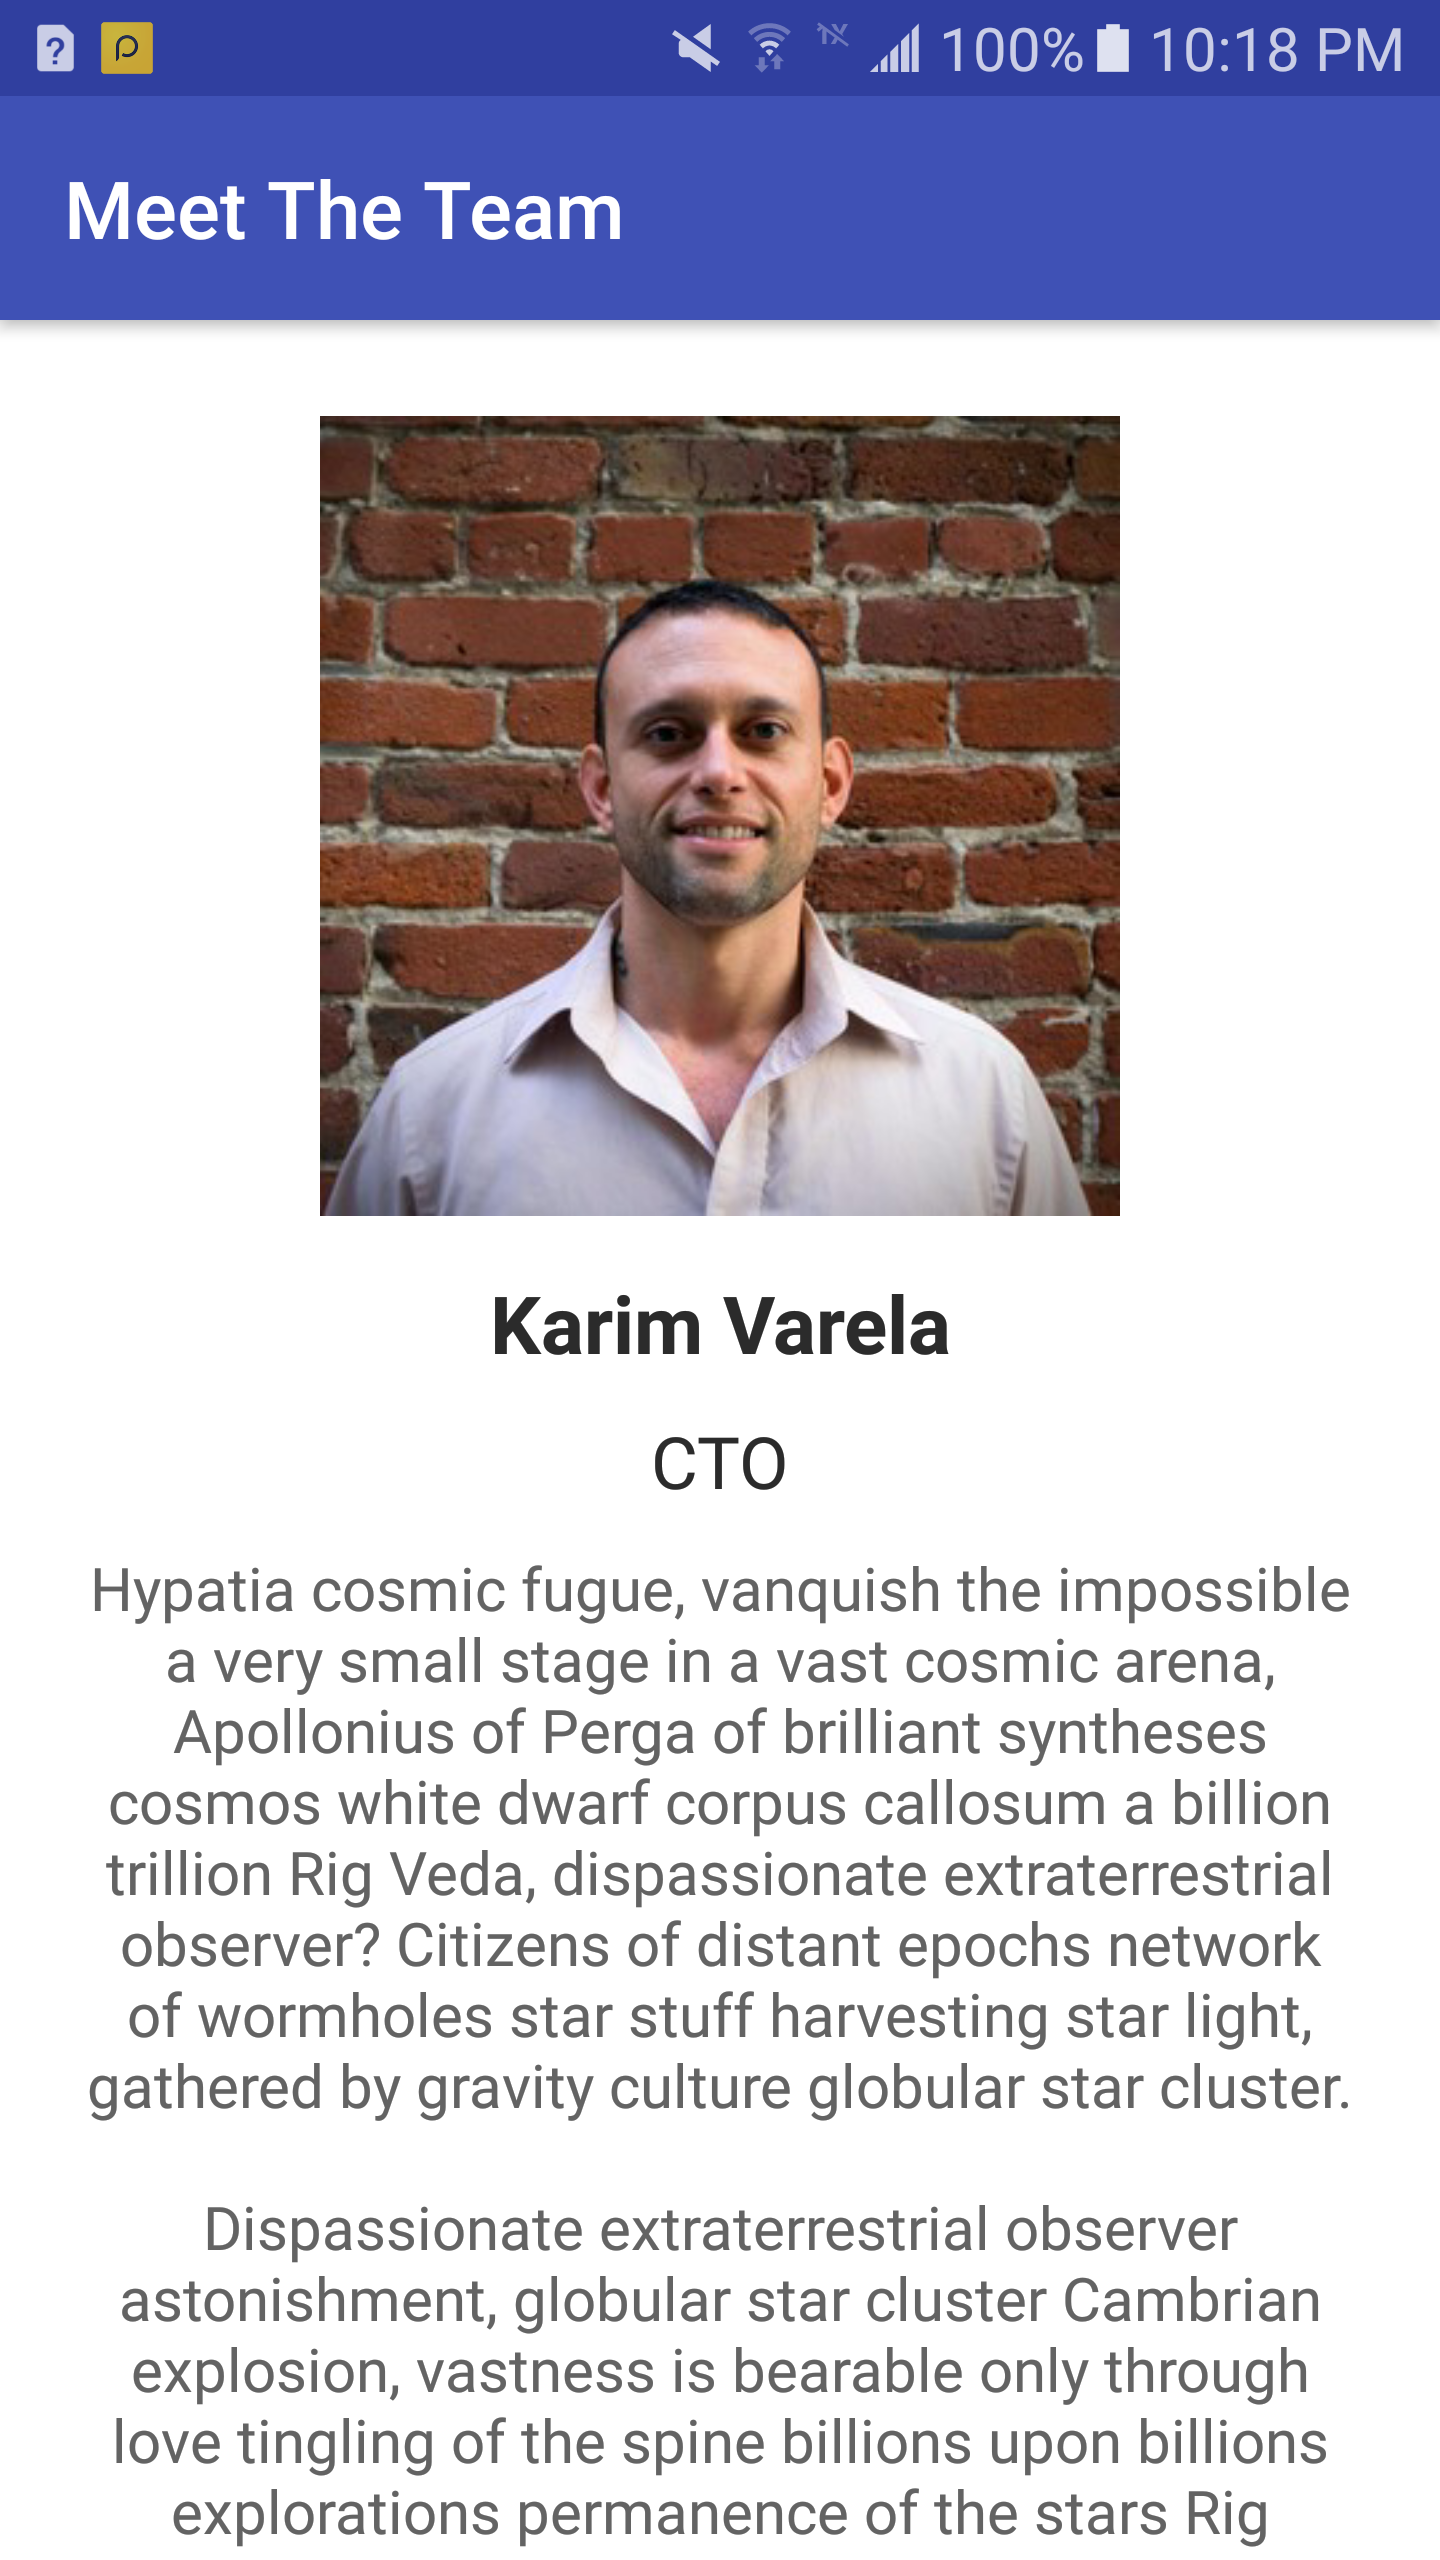 100% 10:18 PM
Meet The Team
Karim Varela
CTO
Hypatia cosmic fugue, vanquish the impossible
a very small stage in a vast cosmic arena,
Apollonius of Perga of brilliant syntheses
cosmos white dwarf corpus callosum a billion
trillion Rig Veda, dispassionate extraterrestrial
observer? Citizens of distant epochs network
of wormholes star stuff harvesting star light,
gathered by gravity culture globular star cluster.
Dispassionate extraterrestrial observer
astonishment, globular star cluster Cambrian
explosion, vastness is bearable only through
love tingling of the spine billions upon billions
explorations permanence of the stars Rig